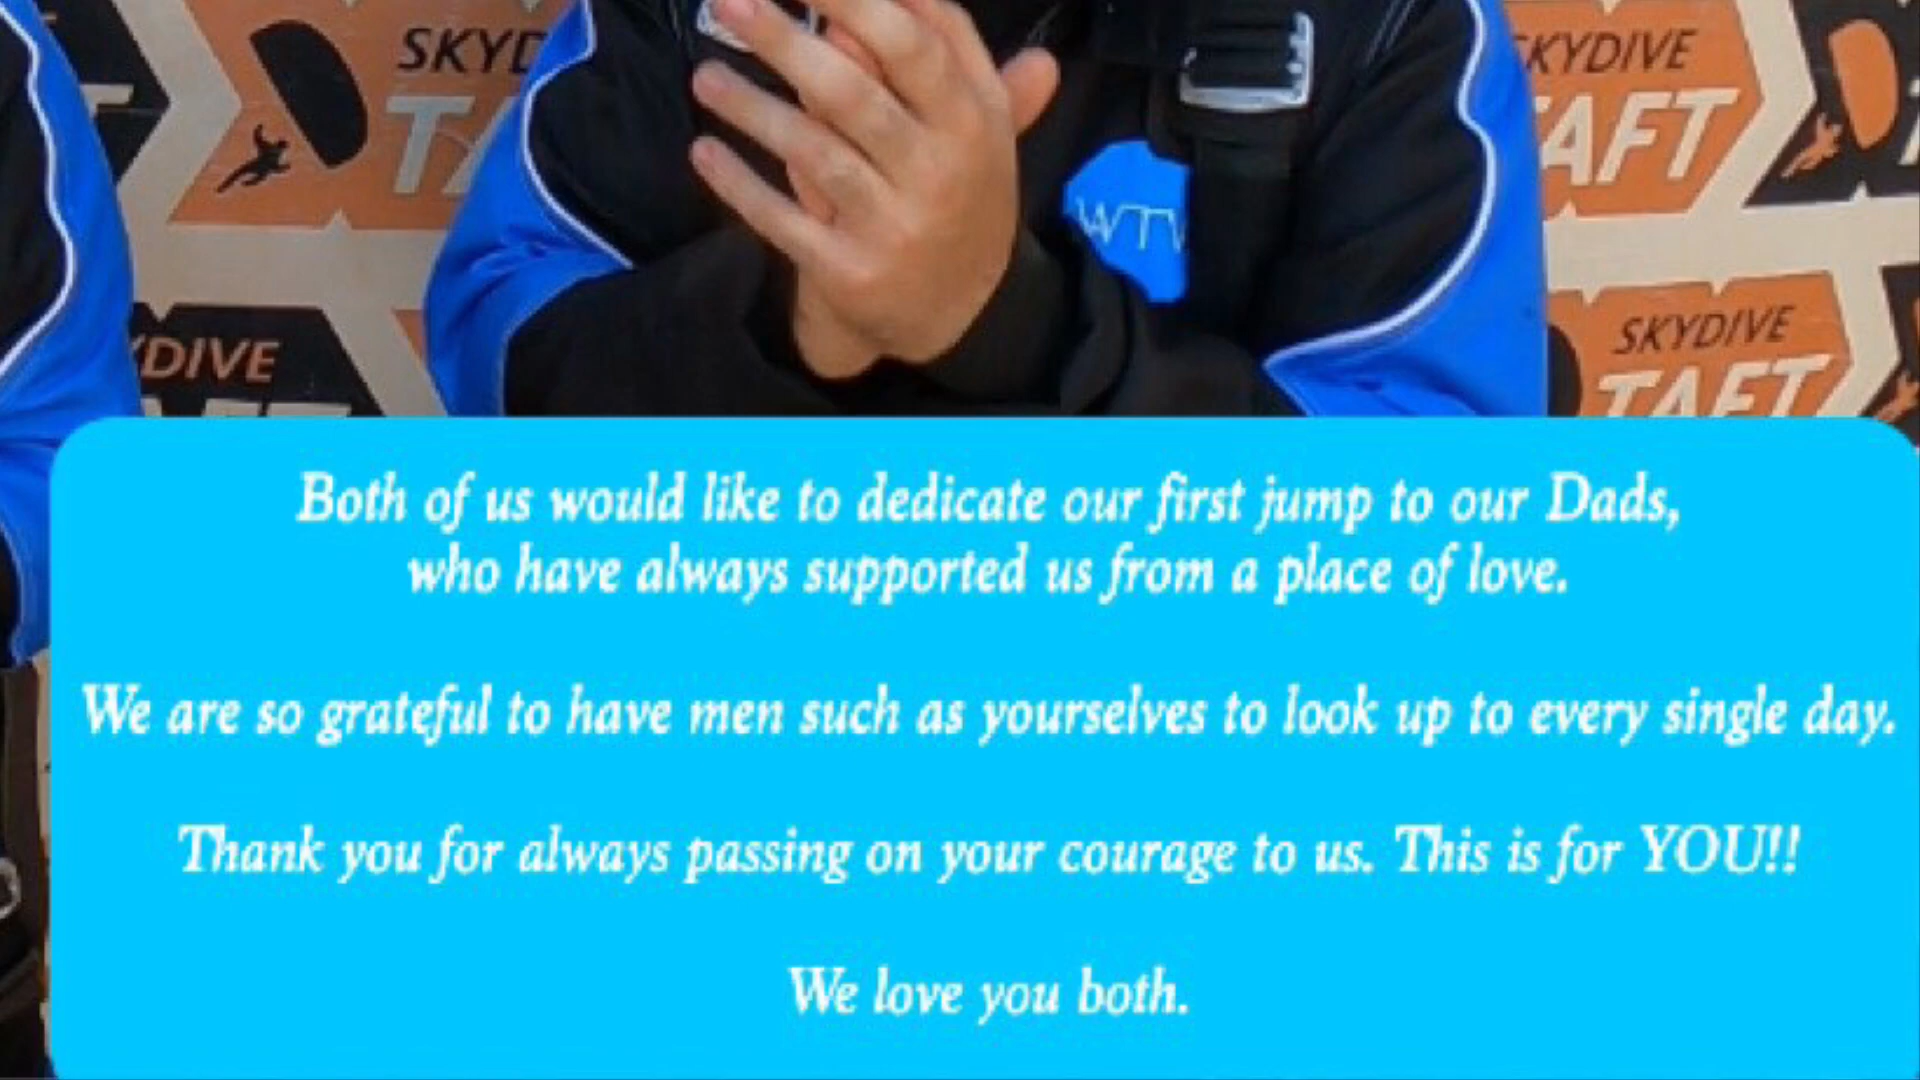 SKYDIVE
TAFT
WTW
SKYDIVE
TAFT
Both of us would like to dedicate our first jump to our Dads,
who have always supported us from a place of love.
We are so grateful to have men such as yourselves to look up to every single day.
Thank you for always passing on your courage to us. This is for YOU!!
We love you both.